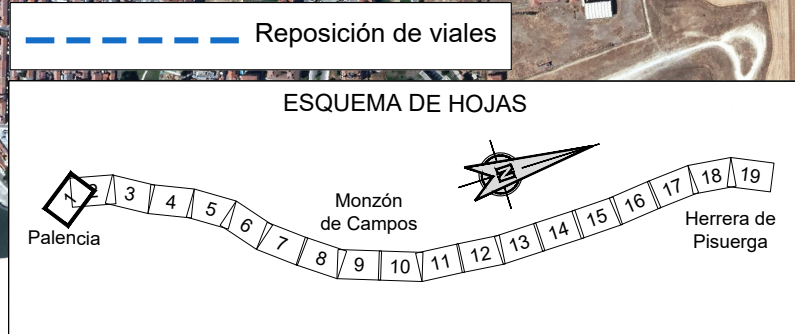 Reposición de viales
ESQUEMA DE HOJAS
1 2 3 4 5 6 7 8 9 10 11 12 13 14 15 16 17 18 19
N
Monzón
de Campos
Palencia
Herrera de
Pisuerga